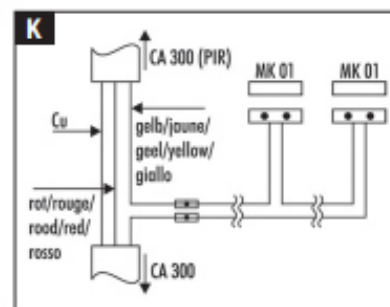 K
CA 300 (PIR)
MK 01
MK 01
Cu
gelb/jaune/
geel/yellow/
giallo
rot/rouge/
rood/red/
rosso
CA 300